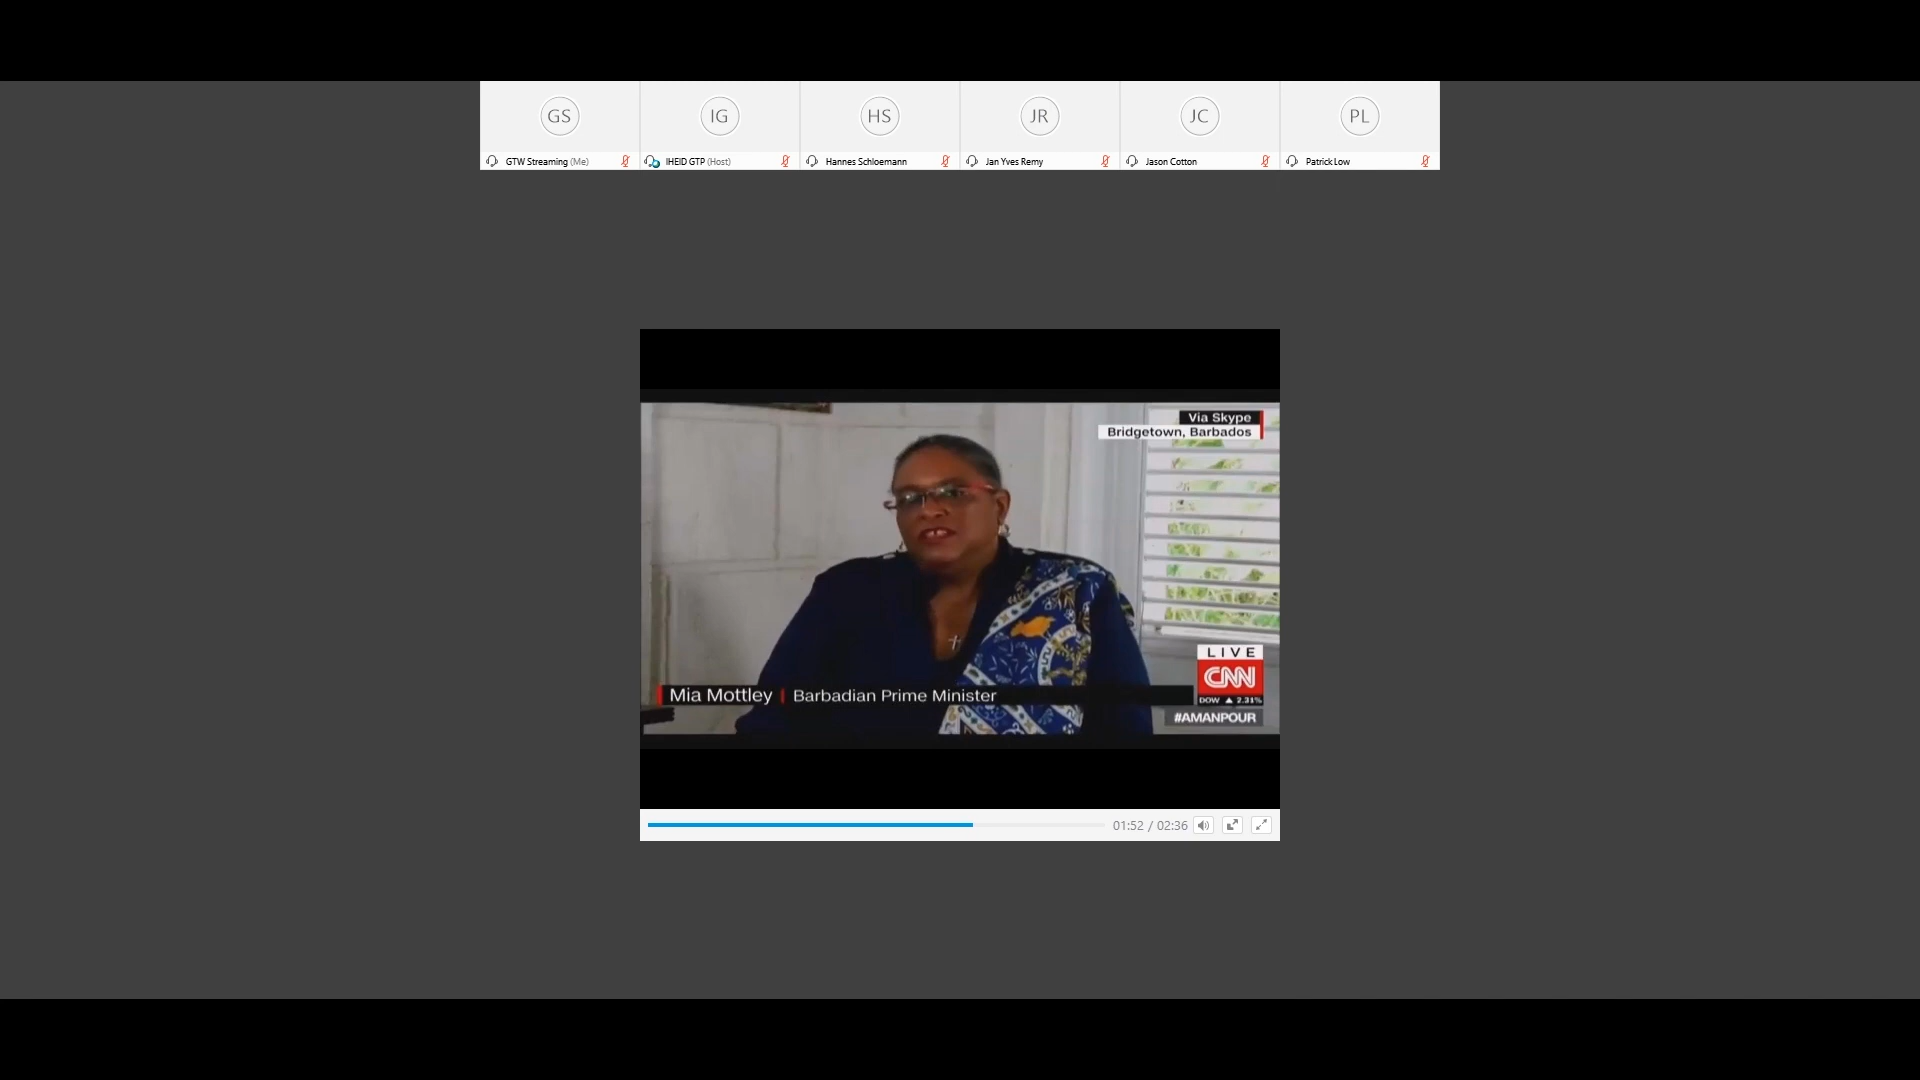 GS
IG
HS
JR
JC
PL
GTW Streaming (Me)
IHEID GTP (Host)
Hannes Schloemann
Jan Yves Remy
Jason Cotton
Patrick Low
Via Skype
Bridgetown, Barbados
LIVE
CNN
Mia Mottley | Barbadian Prime Minister
DOW ▲ 2.31%
#AMANPOUR
01:52 / 02:36